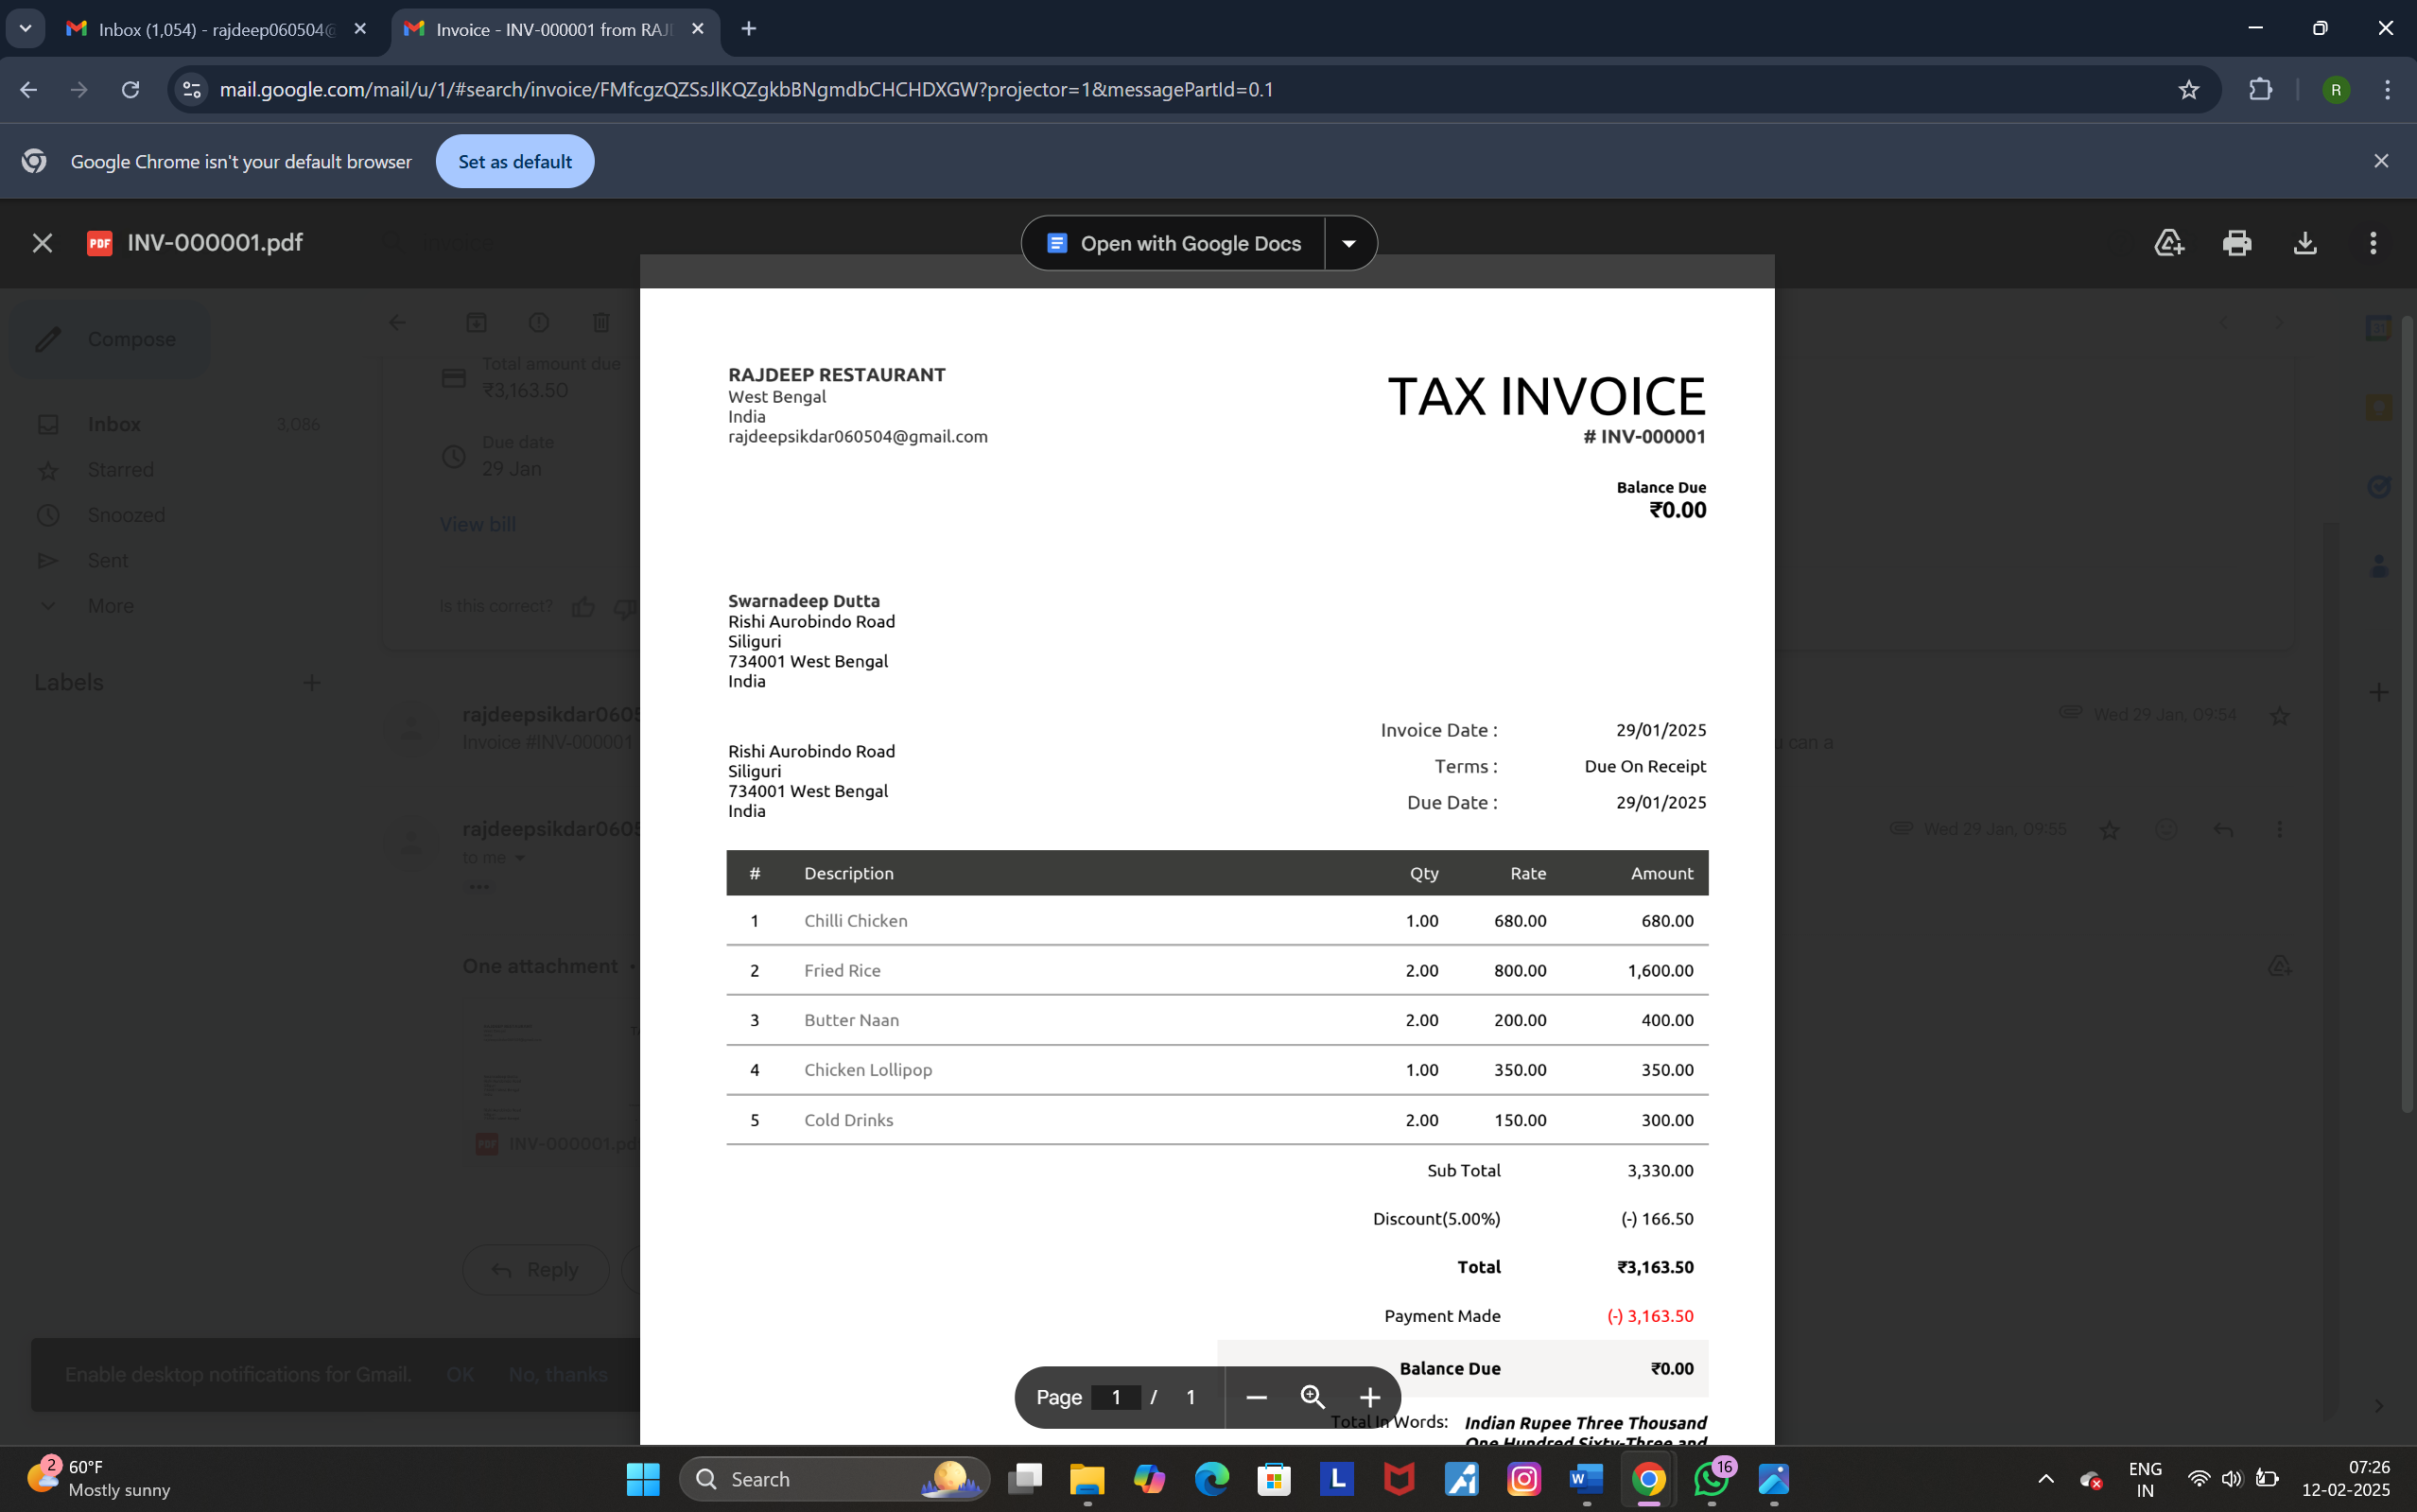 Inbox (1,054) - rajdeep060504@
Invoice - INV-000001 from RAJ
mail.google.com/mail/u/1/#search/invoice/FMfcgzQZSsJlKQZgkbBNgmdbCHCHDXGW?projector=1&messagePartId=0.1
R
Google Chrome isn't your default browser
Set as default
PDF INV-000001.pdf
Open with Google Docs
Compose
Inbox 3,086
Starred
Snoozed
Sent
More
Labels
Total amount due
₹3,163.50
Due date
29 Jan
View bill
Is this correct?
rajdeepsikdar0605
Invoice #INV-000001
u can a
Wed 29 Jan, 09:54
rajdeepsikdar0605
to me
Wed 29 Jan, 09:55
One attachment •
PDF INV-000001.pd
Reply
Enable desktop notifications for Gmail. OK No, thanks
RAJDEEP RESTAURANT
West Bengal
India
rajdeepsikdar060504@gmail.com
TAX INVOICE
# INV-000001
Balance Due
₹0.00
Swarnadeep Dutta
Rishi Aurobindo Road
Siliguri
734001 West Bengal
India
Rishi Aurobindo Road
Siliguri
734001 West Bengal
India
Invoice Date : 29/01/2025
Terms : Due On Receipt
Due Date : 29/01/2025
# Description Qty Rate Amount
1 Chilli Chicken 1.00 680.00 680.00
2 Fried Rice 2.00 800.00 1,600.00
3 Butter Naan 2.00 200.00 400.00
4 Chicken Lollipop 1.00 350.00 350.00
5 Cold Drinks 2.00 150.00 300.00
Sub Total 3,330.00
Discount(5.00%) (-) 166.50
Total ₹3,163.50
Payment Made (-) 3,163.50
Balance Due ₹0.00
Page 1 / 1
Total In Words: Indian Rupee Three Thousand
One Hundred Sixty-Three and
2
60°F
Mostly sunny
Search
L
W
16
ENG
IN
07:26
12-02-2025